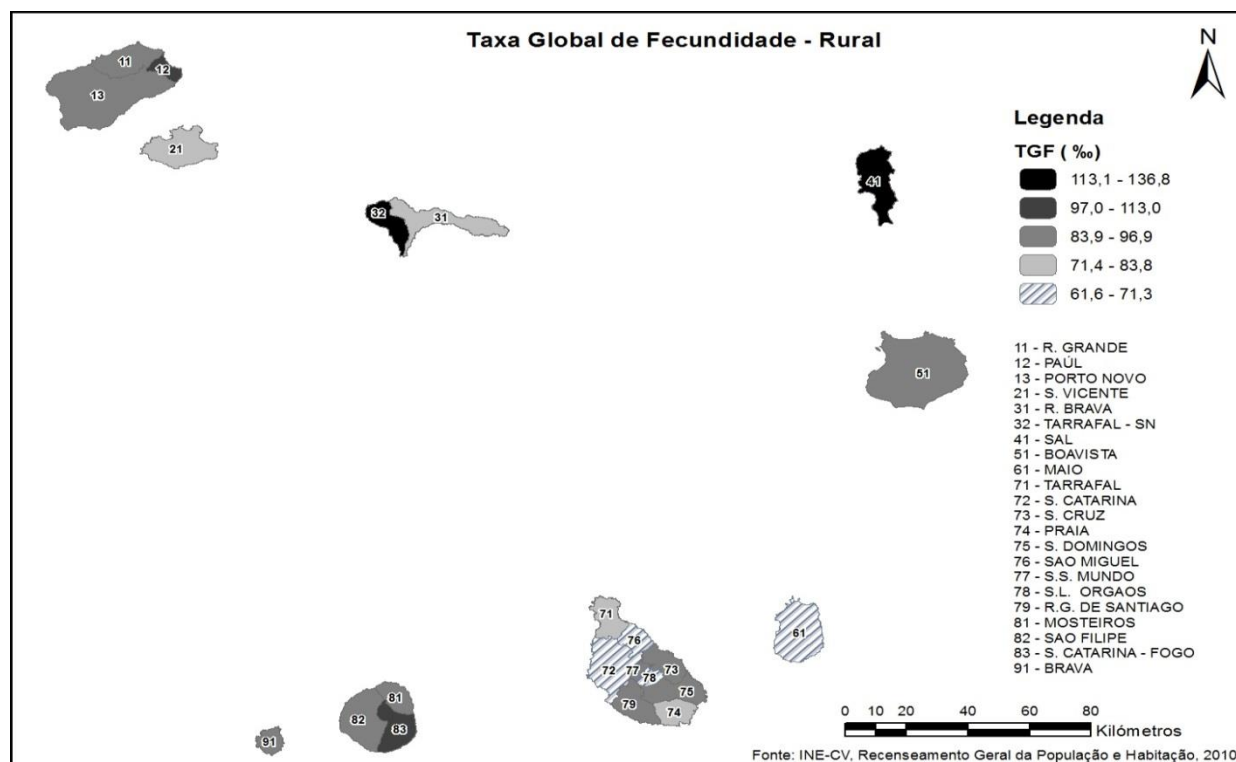 Taxa Global de Fecundidade - Rural
N
Legenda
TGF ( ‰)
113,1 - 136,8
97,0 - 113,0
83,9 - 96,9
71,4 - 83,8
61,6 - 71,3
11 - R. GRANDE
12 - PAÚL
13 - PORTO NOVO
21 - S. VICENTE
31 - R. BRAVA
32 - TARRAFAL - SN
41 - SAL
51 - BOAVISTA
61 - MAIO
71 - TARRAFAL
72 - S. CATARINA
73 - S. CRUZ
74 - PRAIA
75 - S. DOMINGOS
76 - SAO MIGUEL
77 - S.S. MUNDO
78 - S.L. ORGAOS
79 - R.G. DE SANTIAGO
81 - MOSTEIROS
82 - SAO FILIPE
83 - S. CATARINA - FOGO
91 - BRAVA
11
12
13
21
32
31
41
51
71
76
61
72
77
73
78
75
79
74
81
82
83
91
0 10 20 40 60 80
Kilómetros
Fonte: INE-CV, Recenseamento Geral da População e Habitação, 2010